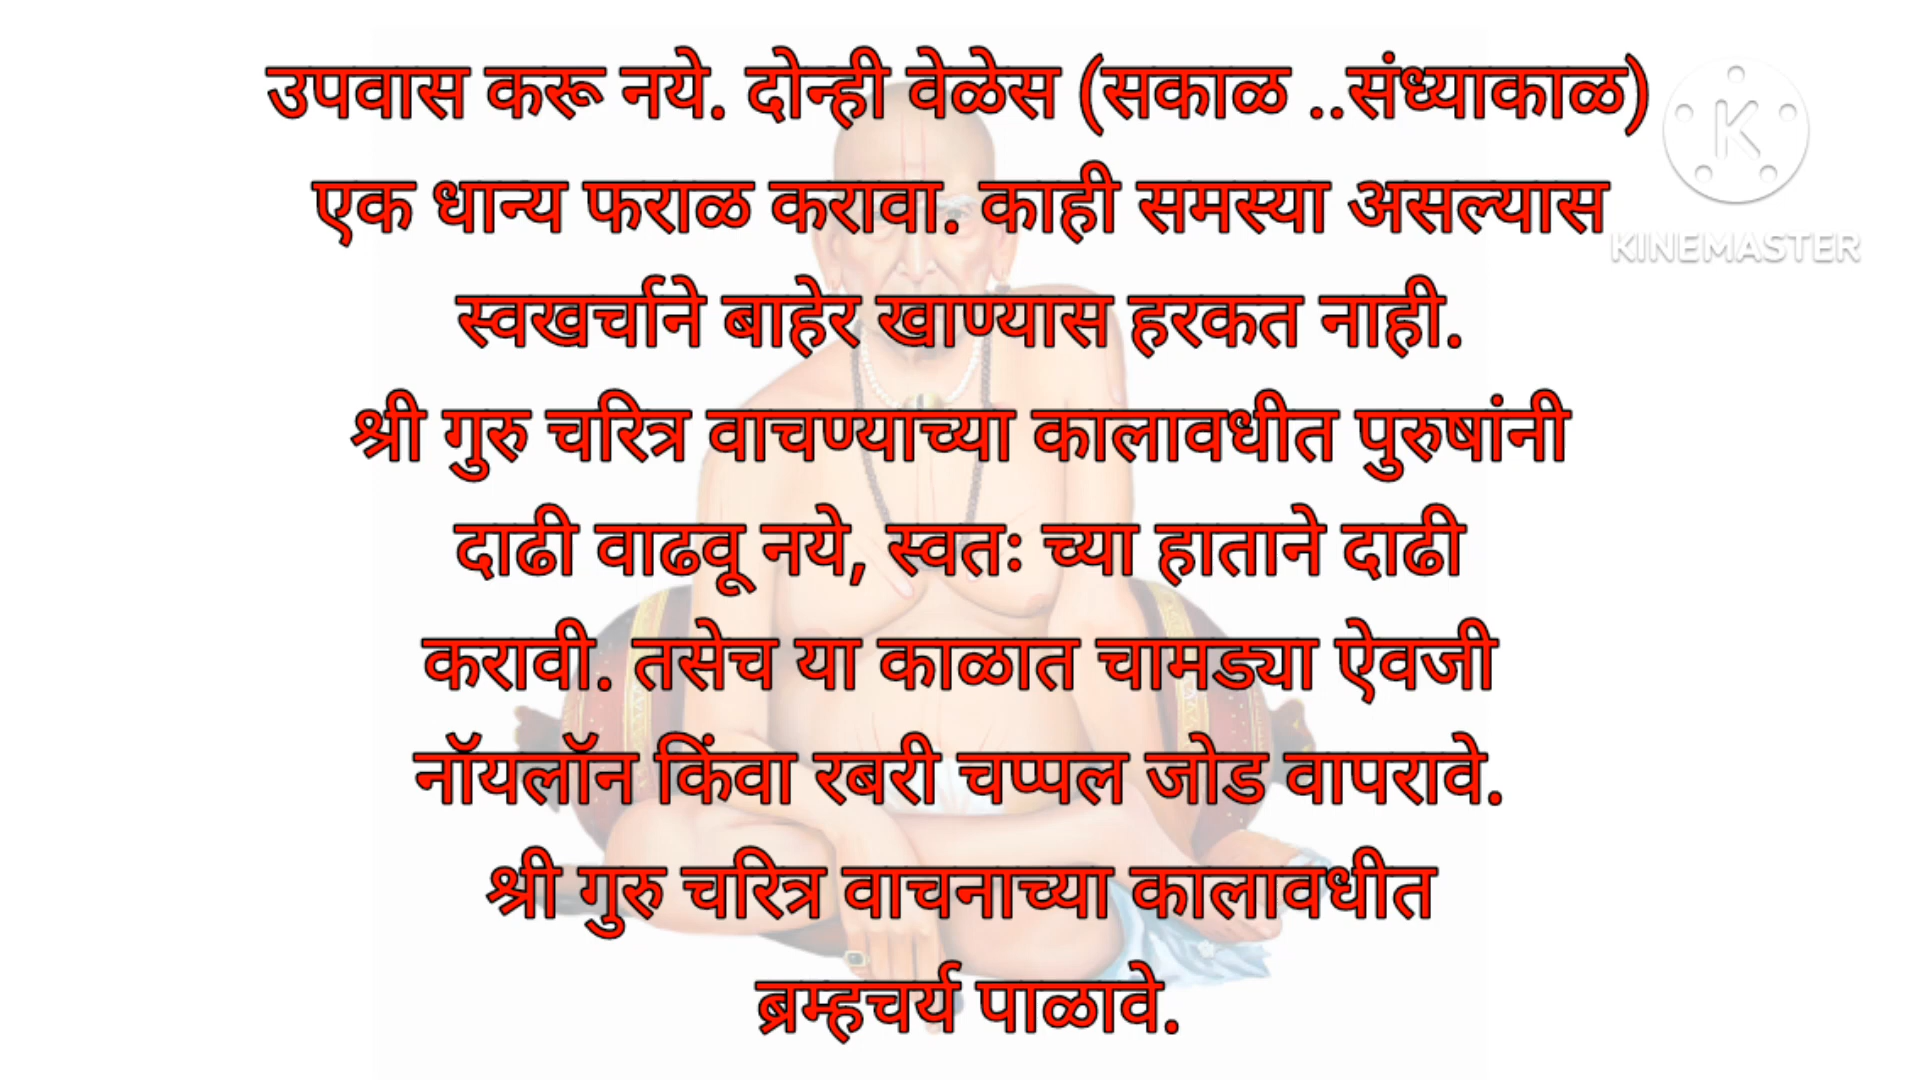 उपवास करू नये. दोन्ही वेळेस (सकाळ ..संध्याकाळ)
एक धान्य फराळ करावा. काही समस्या असल्यास
स्वखर्चाने बाहेर खाण्यास हरकत नाही.
श्री गुरु चरित्र वाचण्याच्या कालावधीत पुरुषांनी
दाढी वाढवू नये, स्वतः च्या हाताने दाढी
करावी. तसेच या काळात चामड्या ऐवजी
नॉयलॉन किंवा रबरी चप्पल जोड वापरावे.
श्री गुरु चरित्र वाचनाच्या कालावधीत
ब्रम्हचर्य पाळावे.
K
KINEMASTER